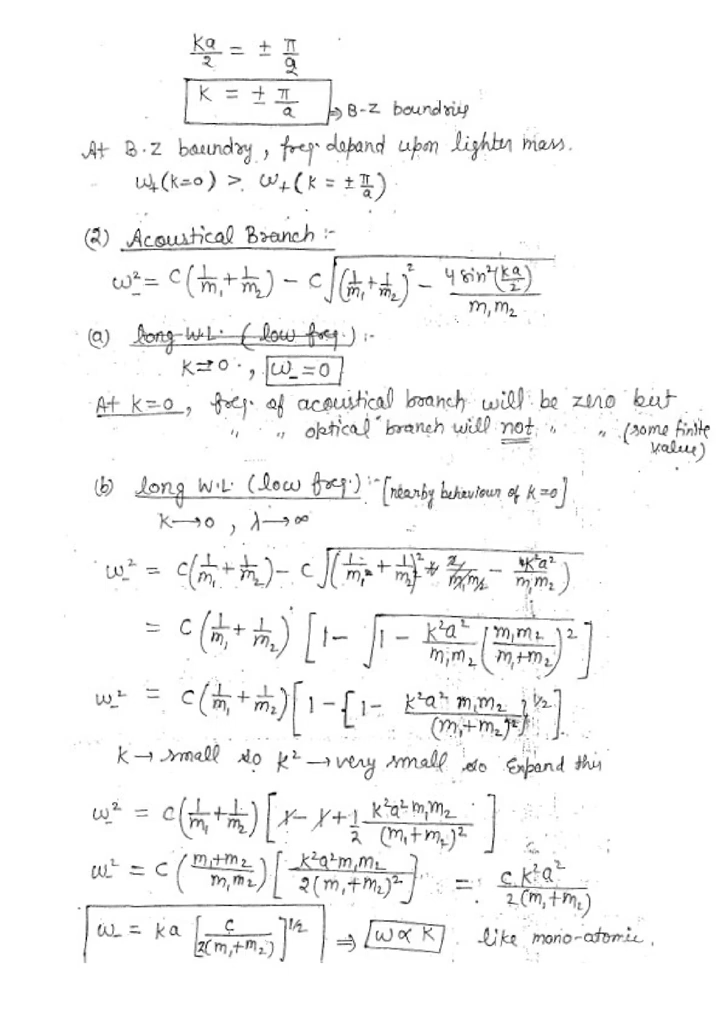 Ka/2 = ± π/2
K = ± π/a ⇒ B-Z boundries
At B.Z boundry, freq. depand upon lighter mass.
ω₊(K=0) > ω₊(K = ± π/a)
(2) Acoustical Branch :-
ω₋² = C(1/m₁ + 1/m₂) - C√((1/m₁ + 1/m₂)² - 4 sin²(Ka/2)/m₁m₂)
(a) long W.L. (low freq.) :-
K=0 , ω₋=0
At K=0, freq. of acoustical branch will be zero but
" " optical branch will not " " (some finite
value)
(b) long W.L. (low freq.) :- [nearby behaviour of K=0]
K→0 , λ→∞
ω₋² = C(1/m₁ + 1/m₂) - C√((1/m₁ + 1/m₂)² - K²a²/m₁m₂)
= C(1/m₁ + 1/m₂) [1 - √(1 - K²a²/m₁m₂ (m₁m₂/m₁+m₂)²)]
ω₋² = C(1/m₁ + 1/m₂) [1 - {1 - K²a² m₁m₂/(m₁+m₂)²}^1/2]
K → small so K² → very small so Expand this
ω₋² = C(1/m₁ + 1/m₂) [1 - 1 + 1/2 K²a² m₁m₂/(m₁+m₂)²]
ω₋² = C(m₁+m₂/m₁m₂) [K²a²m₁m₂/2(m₁+m₂)²] = C K²a²/2(m₁+m₂)
ω₋ = Ka [C/2(m₁+m₂)]^1/2 ⇒ ω ∝ K like mono-atomic.